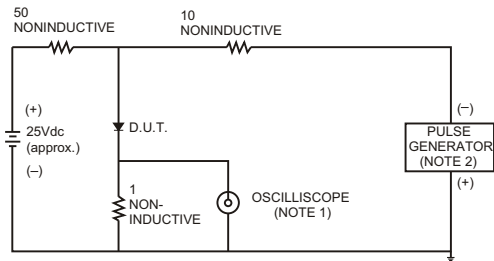 50
NONINDUCTIVE
10
NONINDUCTIVE
(+)
25Vdc
(approx.)
(–)
D.U.T.
1
NON-
INDUCTIVE
OSCILLISCOPE
(NOTE 1)
(–)
PULSE
GENERATOR
(NOTE 2)
(+)